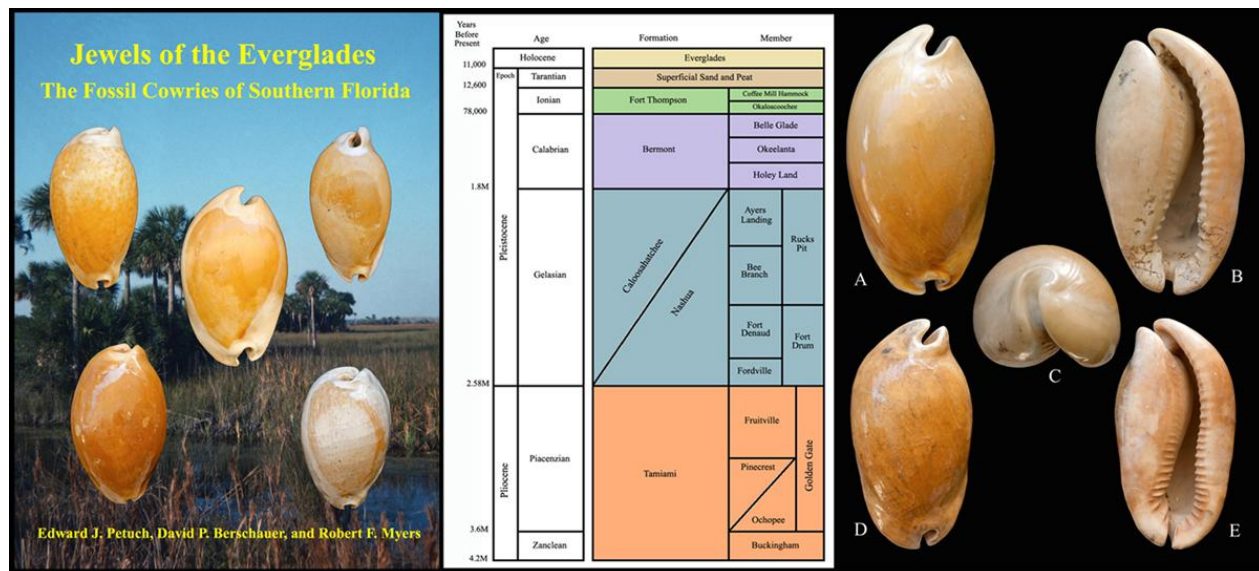 Jewels of the Everglades
The Fossil Cowries of Southern Florida
Edward J. Petuch, David P. Berschauer, and Robert F. Myers
Years
Before
Present
Age
Formation
Member
11,000
Holocene
Everglades
Epoch
Tarantian
Superficial Sand and Peat
12,600
Ionian
Fort Thompson
Coffee Mill Hammock
Okaloacoochee
78,000
Pleistocene
Calabrian
Bermont
Belle Glade
Okeelanta
Holey Land
1.8M
Gelasian
Caloosahatchee
Nashua
Ayers
Landing
Rucks
Pit
Bee
Branch
Fort
Denaud
Fort
Drum
Fordville
2.58M
Pliocene
Piacenzian
Tamiami
Fruitville
Golden Gate
Pinecrest
Ochopee
3.6M
Zanclean
Buckingham
4.2M
A
B
C
D
E